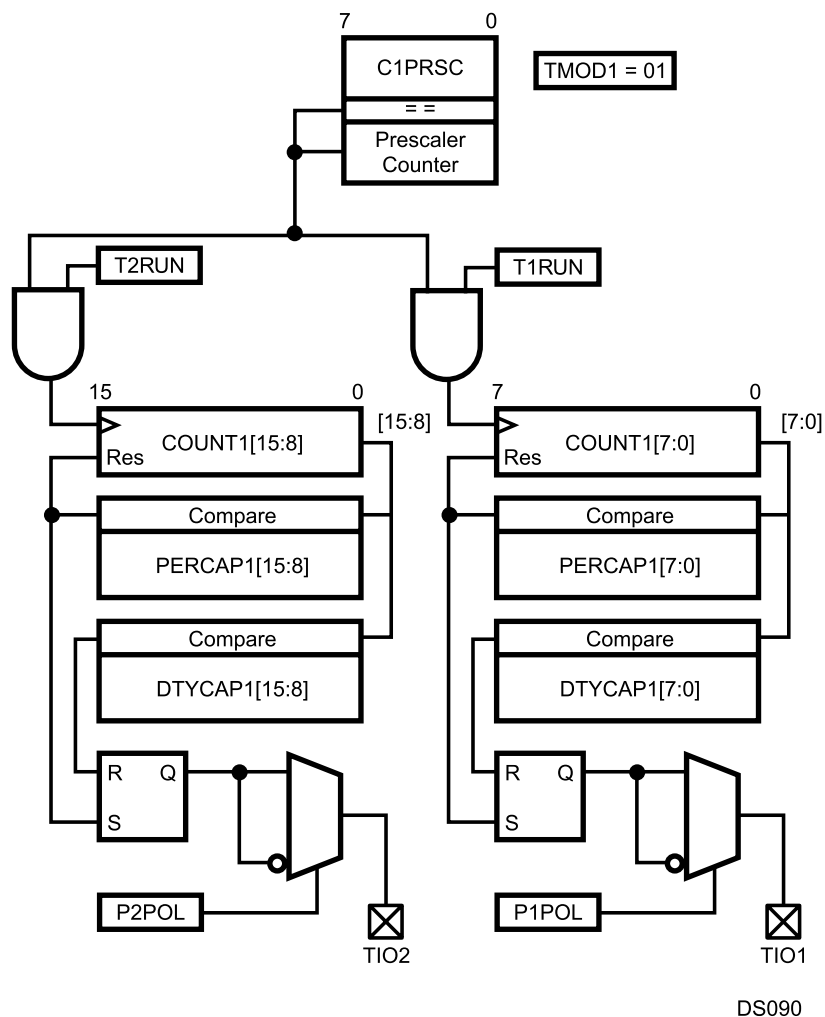 7 0
C1PRSC
TMOD1 = 01
= =
Prescaler
Counter
T2RUN
T1RUN
15 0
[15:8]
7 0
[7:0]
COUNT1[15:8]
Res
COUNT1[7:0]
Res
Compare
Compare
PERCAP1[15:8]
PERCAP1[7:0]
Compare
Compare
DTYCAP1[15:8]
DTYCAP1[7:0]
R Q
S
R Q
S
P2POL
P1POL
TIO2
TIO1
DS090